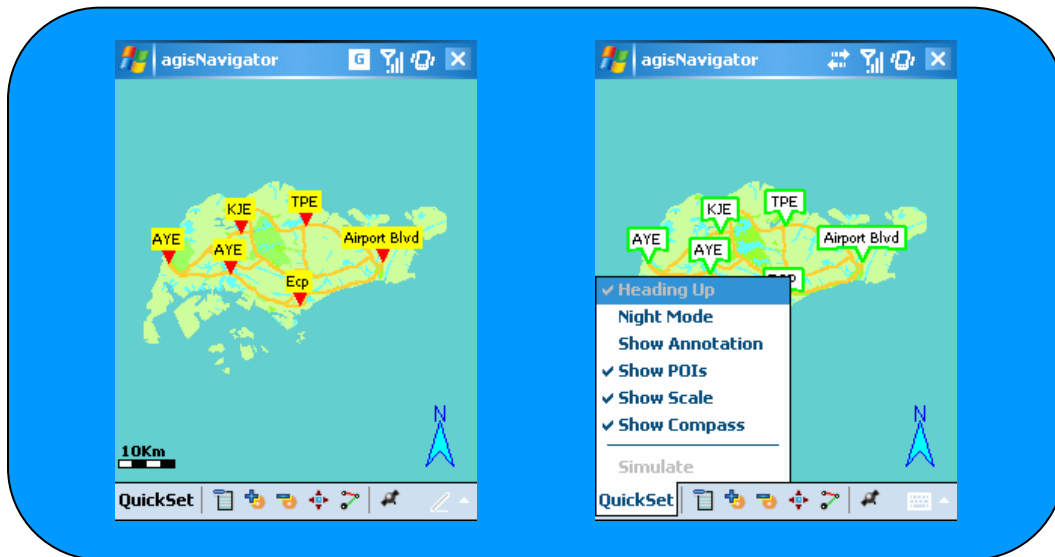 agisNavigator
G
KJE
TPE
AYE
AYE
Airport Blvd
Ecp
N
10Km
QuickSet
agisNavigator
KJE
TPE
AYE
AYE
Airport Blvd
Heading Up
Night Mode
Show Annotation
Show POIs
Show Scale
Show Compass
Simulate
N
QuickSet